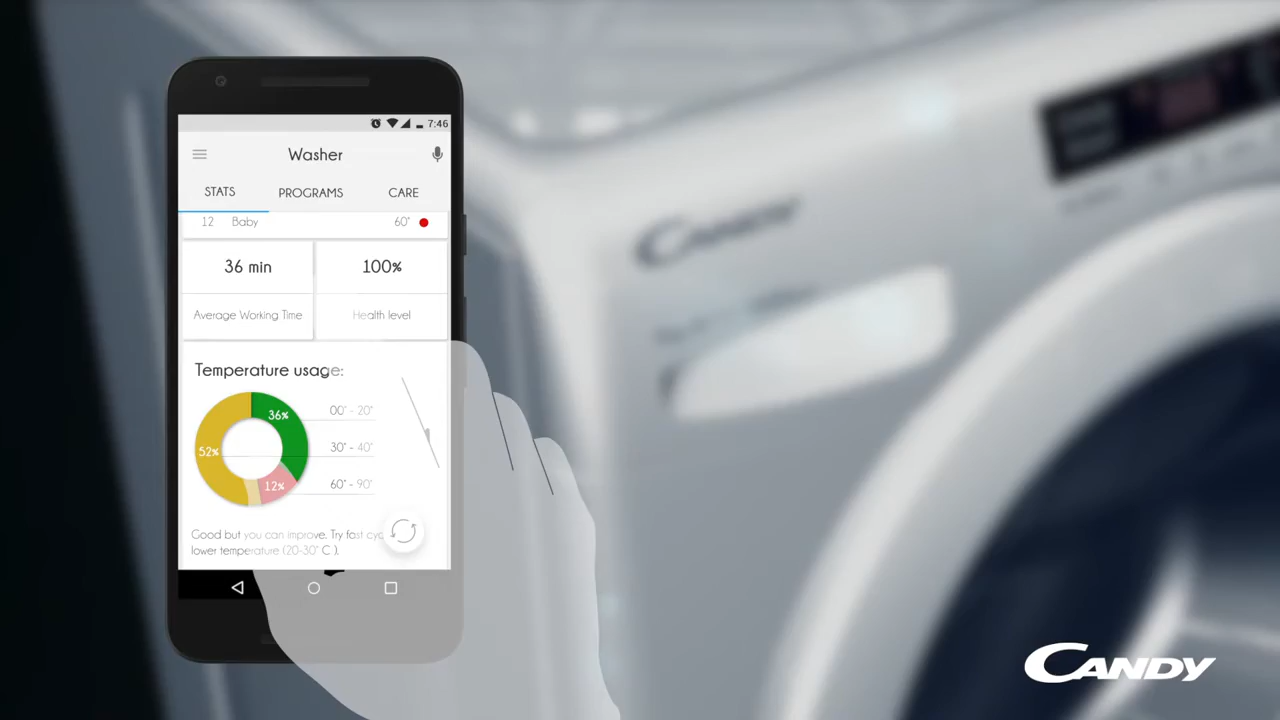 7:46
Washer
STATS PROGRAMS CARE
12 Baby 60°
36 min 100%
Average Working Time Health level
Temperature usage:
36%
52%
12%
00° - 20°
30° - 40°
60° - 90°
Good but you can improve. Try fast
lower temperature (20-30° C ).
CANDY
CANDY